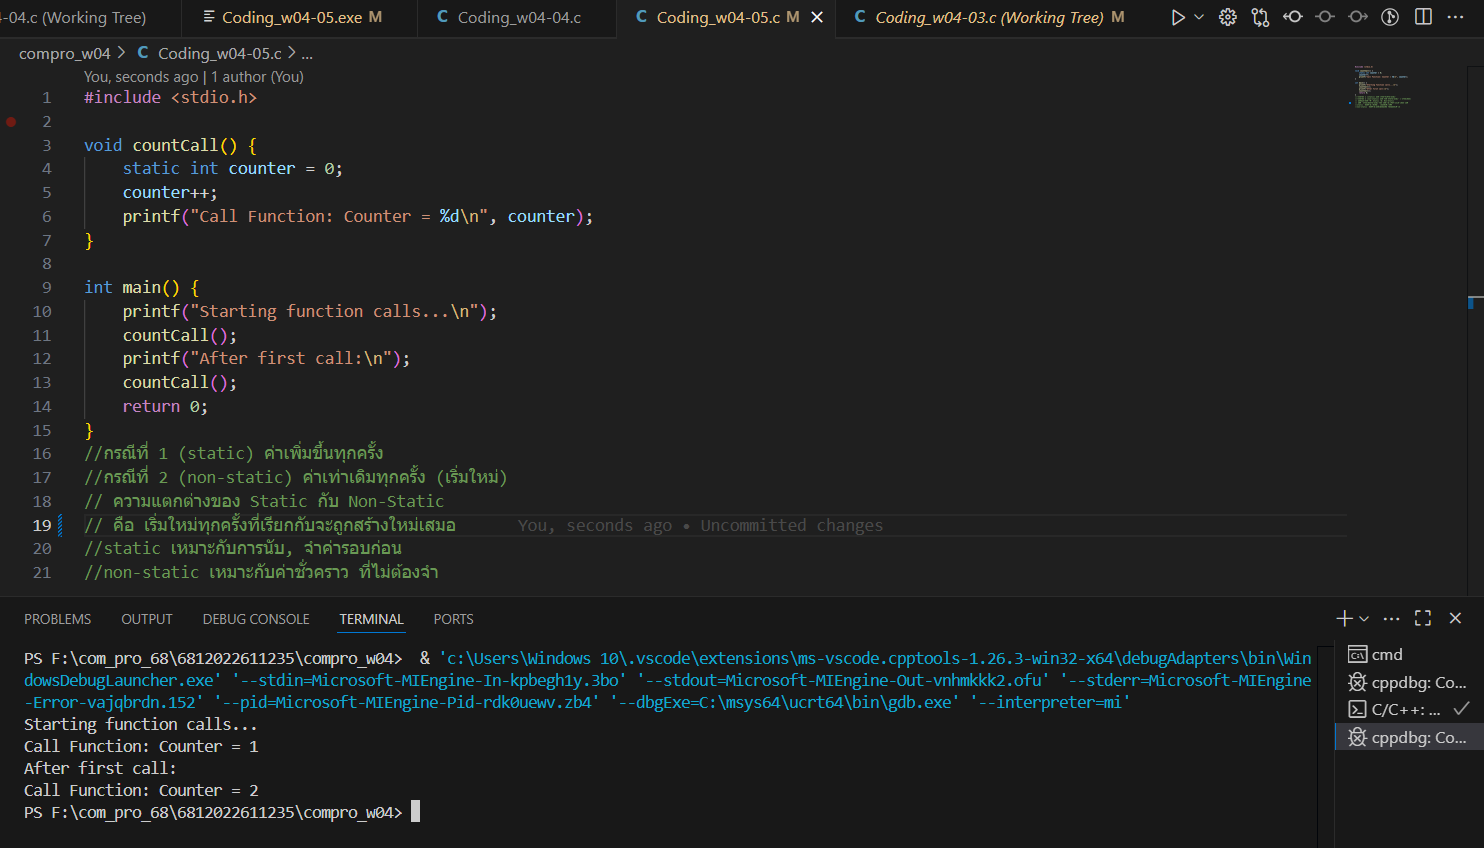 -04.c (Working Tree)
Coding_w04-05.exe M
C Coding_w04-04.c
C Coding_w04-05.c M
C Coding_w04-03.c (Working Tree) M
compro_w04 > C Coding_w04-05.c > ...
You, seconds ago | 1 author (You)
1 #include <stdio.h>
2
3 void countCall() {
4 static int counter = 0;
5 counter++;
6 printf("Call Function: Counter = %d\n", counter);
7 }
8
9 int main() {
10 printf("Starting function calls...\n");
11 countCall();
12 printf("After first call:\n");
13 countCall();
14 return 0;
15 }
16 //กรณีที่ 1 (static) ค่าเพิ่มขึ้นทุกครั้ง
17 //กรณีที่ 2 (non-static) ค่าเท่าเดิมทุกครั้ง (เริ่มใหม่)
18 // ความแตกต่างของ Static กับ Non-Static
19 // คือ เริ่มใหม่ทุกครั้งที่เรียกกับจะถูกสร้างใหม่เสมอ You, seconds ago • Uncommitted changes
20 //static เหมาะกับการนับ, จำค่ารอบก่อน
21 //non-static เหมาะกับค่าชั่วคราว ที่ไม่ต้องจำ
PROBLEMS OUTPUT DEBUG CONSOLE TERMINAL PORTS
PS F:\com_pro_68\6812022611235\compro_w04> & 'c:\Users\Windows 10\.vscode\extensions\ms-vscode.cpptools-1.26.3-win32-x64\debugAdapters\bin\Win
dowsDebugLauncher.exe' '--stdin=Microsoft-MIEngine-In-kpbegh1y.3bo' '--stdout=Microsoft-MIEngine-Out-vnhmkkk2.ofu' '--stderr=Microsoft-MIEngine
-Error-vajqbrdn.152' '--pid=Microsoft-MIEngine-Pid-rdk0uewv.zb4' '--dbgExe=C:\msys64\ucrt64\bin\gdb.exe' '--interpreter=mi'
Starting function calls...
Call Function: Counter = 1
After first call:
Call Function: Counter = 2
PS F:\com_pro_68\6812022611235\compro_w04>
cmd
cppdbg: Co...
C/C++: ...
cppdbg: Co...